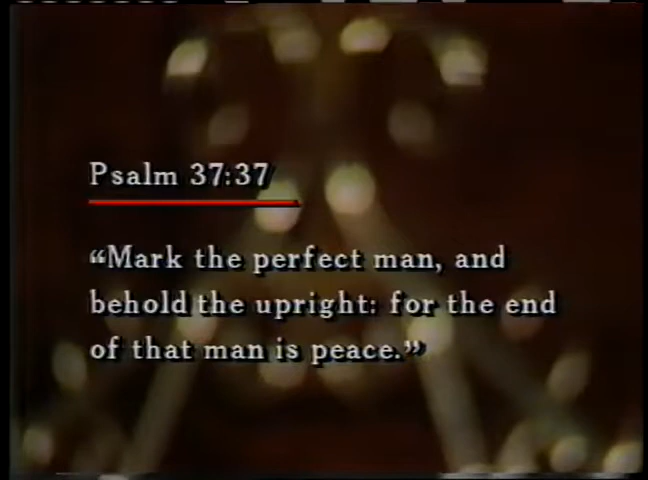 Psalm 37:37
“Mark the perfect man, and
behold the upright: for the end
of that man is peace.”